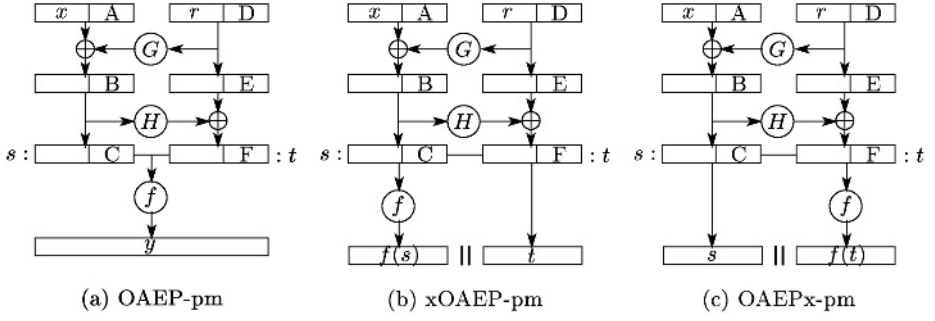 x A r D x A r D x A r D
G G G
B E B E B E
H H H
s : C F : t s : C F : t s : C F : t
f f f
y f(s) || t s || f(t)
(a) OAEP-pm (b) xOAEP-pm (c) OAEPx-pm